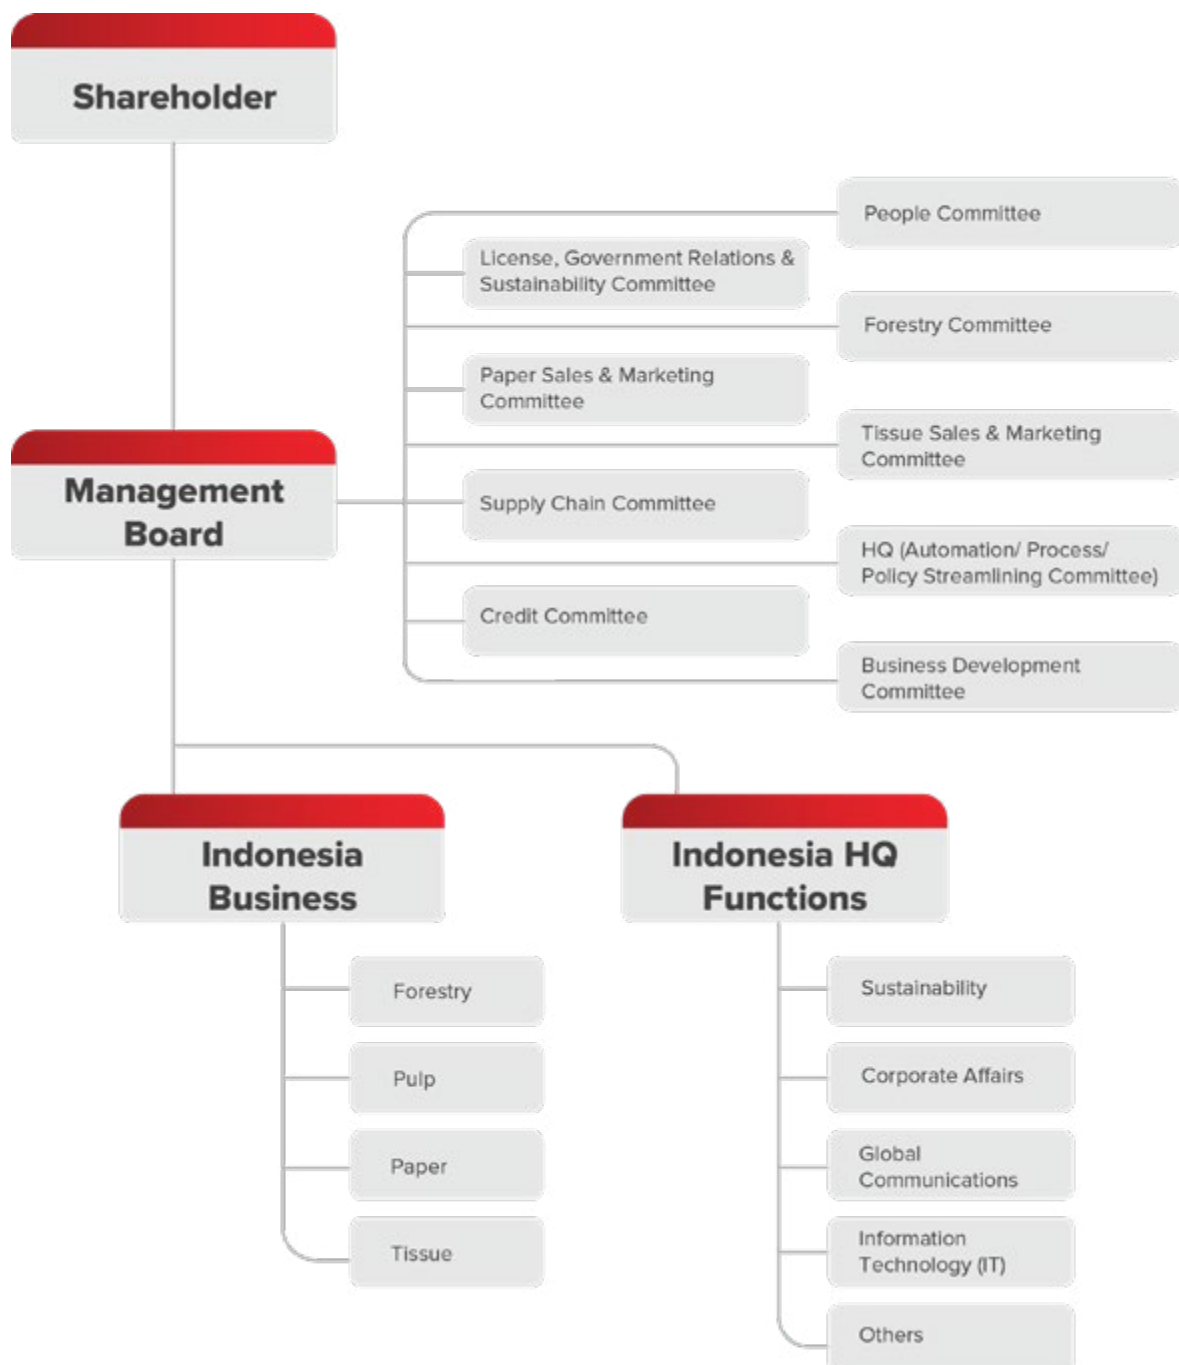 Shareholder
People Committee
License, Government Relations &
Sustainability Committee
Forestry Committee
Paper Sales & Marketing
Committee
Tissue Sales & Marketing
Committee
Management
Board
Supply Chain Committee
HQ (Automation/ Process/
Policy Streamlining Committee)
Credit Committee
Business Development
Committee
Indonesia
Business
Indonesia HQ
Functions
Forestry
Pulp
Paper
Tissue
Sustainability
Corporate Affairs
Global
Communications
Information
Technology (IT)
Others